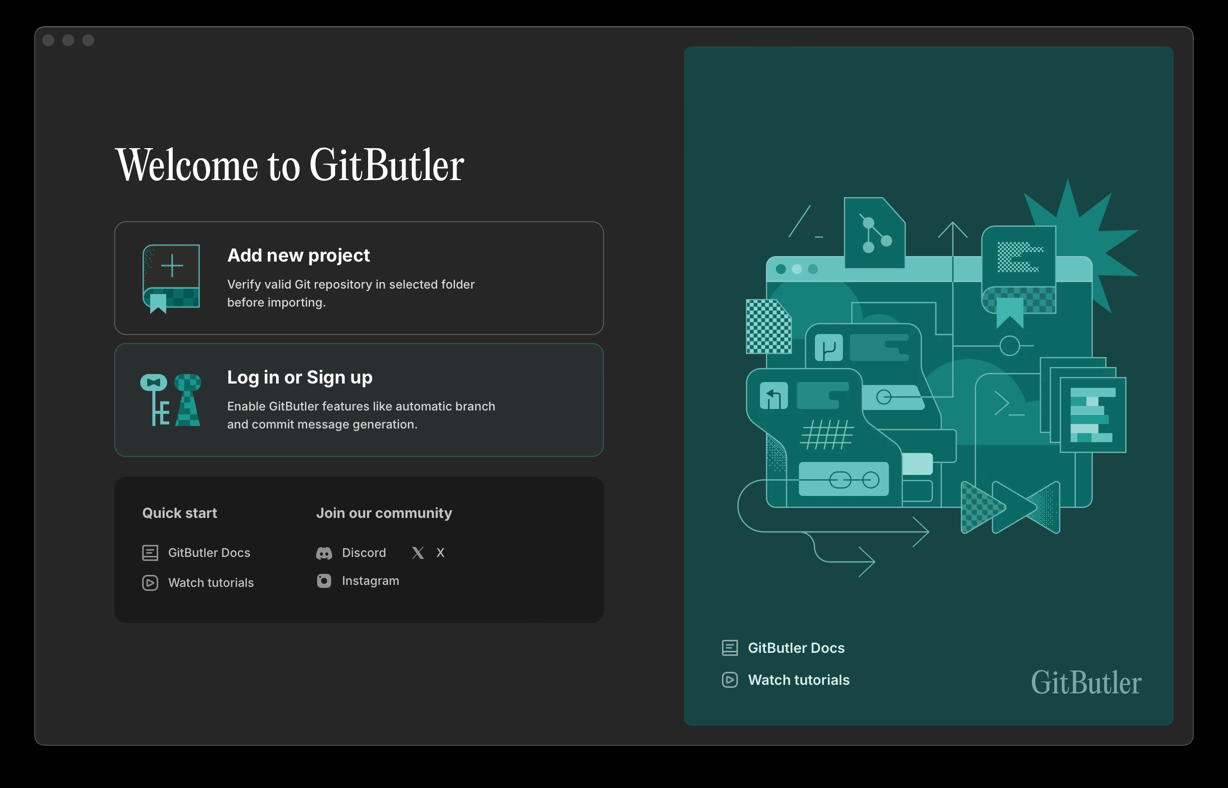 Welcome to GitButler
Add new project
Verify valid Git repository in selected folder
before importing.
Log in or Sign up
Enable GitButler features like automatic branch
and commit message generation.
Quick start
GitButler Docs
Watch tutorials
Join our community
Discord
X
Instagram
GitButler Docs
Watch tutorials
GitButler